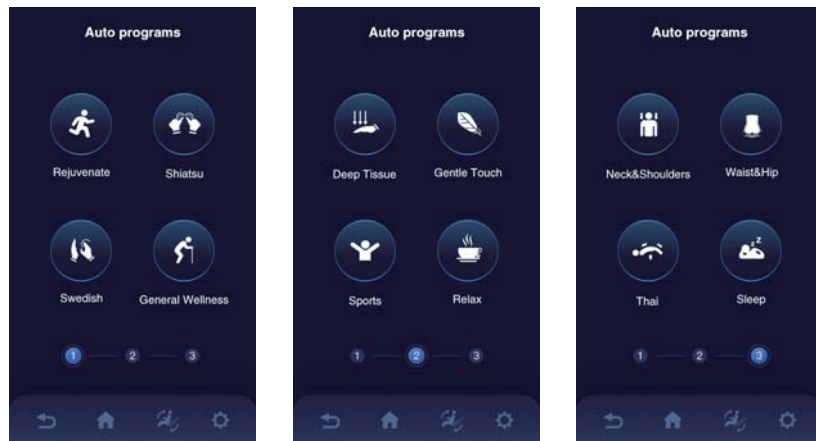 Auto programs
Rejuvenate
Shiatsu
Swedish
General Wellness
1 2 3
Auto programs
Deep Tissue
Gentle Touch
Sports
Relax
1 2 3
Auto programs
Neck&Shoulders
Waist&Hip
Thai
z z
Sleep
1 2 3